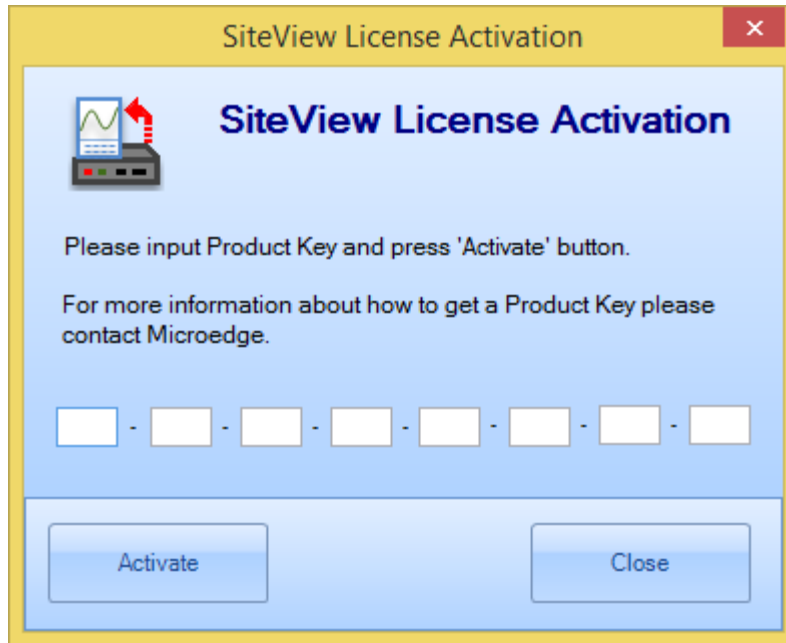 SiteView License Activation
SiteView License Activation
Please input Product Key and press 'Activate' button.
For more information about how to get a Product Key please
contact Microedge.
- - - - - - -
Activate
Close